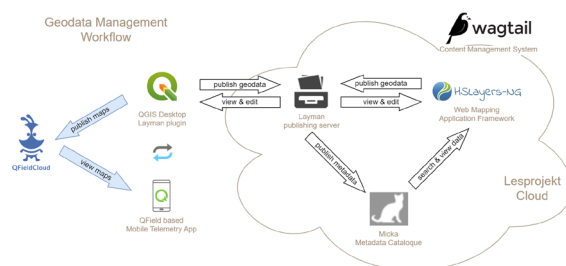 Geodata Management
Workflow
wagtail
Content Management System
publish geodata
view & edit
publish geodata
view & edit
QGIS Desktop
Layman plugin
Layman
publishing server
HSLAYERS-NG
Web Mapping
Application Framework
publish maps
QFieldCloud
view maps
publish metadata
search & view data
Lesprojekt
Cloud
QField based
Mobile Telemetry App
Micka
Metadata Cataloque